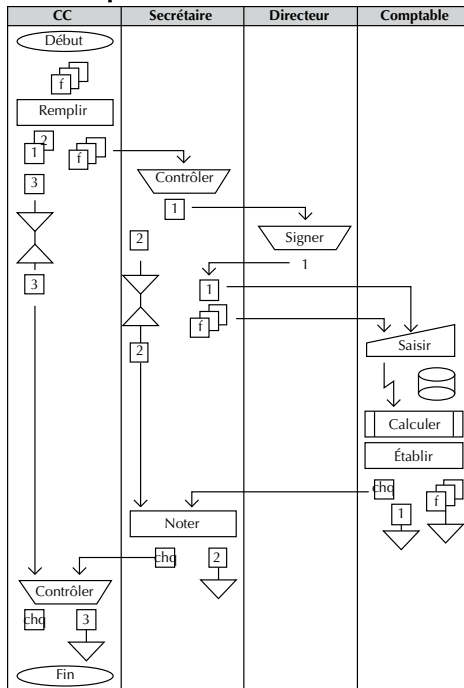 CC Secrétaire Directeur Comptable
Début
f
Remplir
2
1 f
Contrôler
3 1
2 Signer
1
3 1
f
2 Saisir
Calculer
Établir
chq f
1
Noter
chq 2
Contrôler
chq 3
Fin